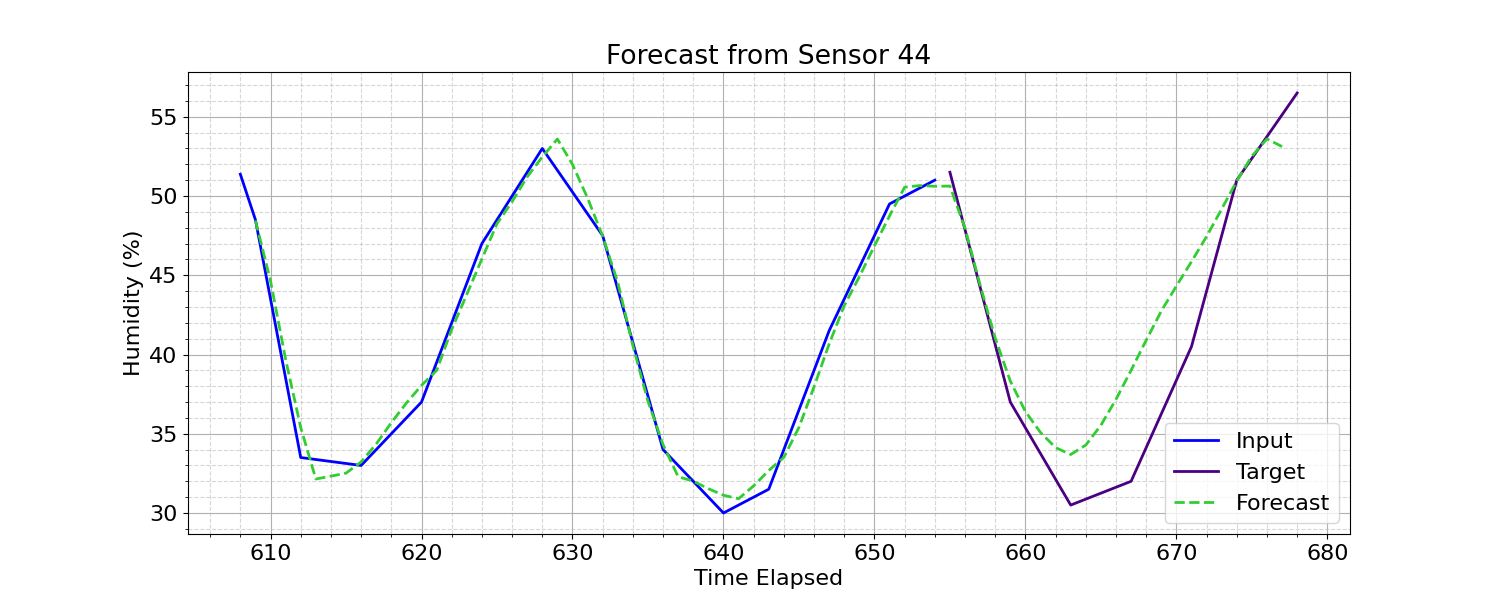 Forecast from Sensor 44
Humidity (%)
55
50
45
40
35
30
610 620 630 640 650 660 670 680
Time Elapsed
Input
Target
Forecast